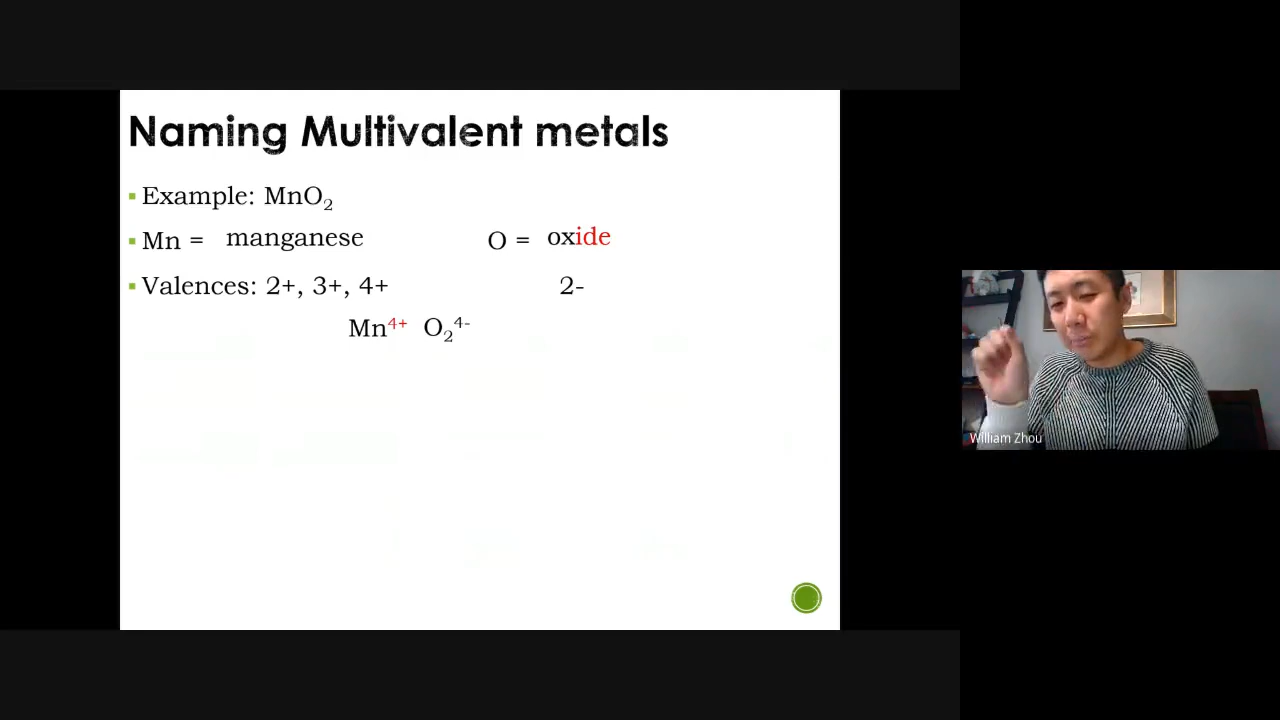 Naming Multivalent metals
Example: MnO₂
Mn = manganese O = oxide
Valences: 2+, 3+, 4+ 2-
Mn⁴⁺ O₂⁴⁻
William Zhou